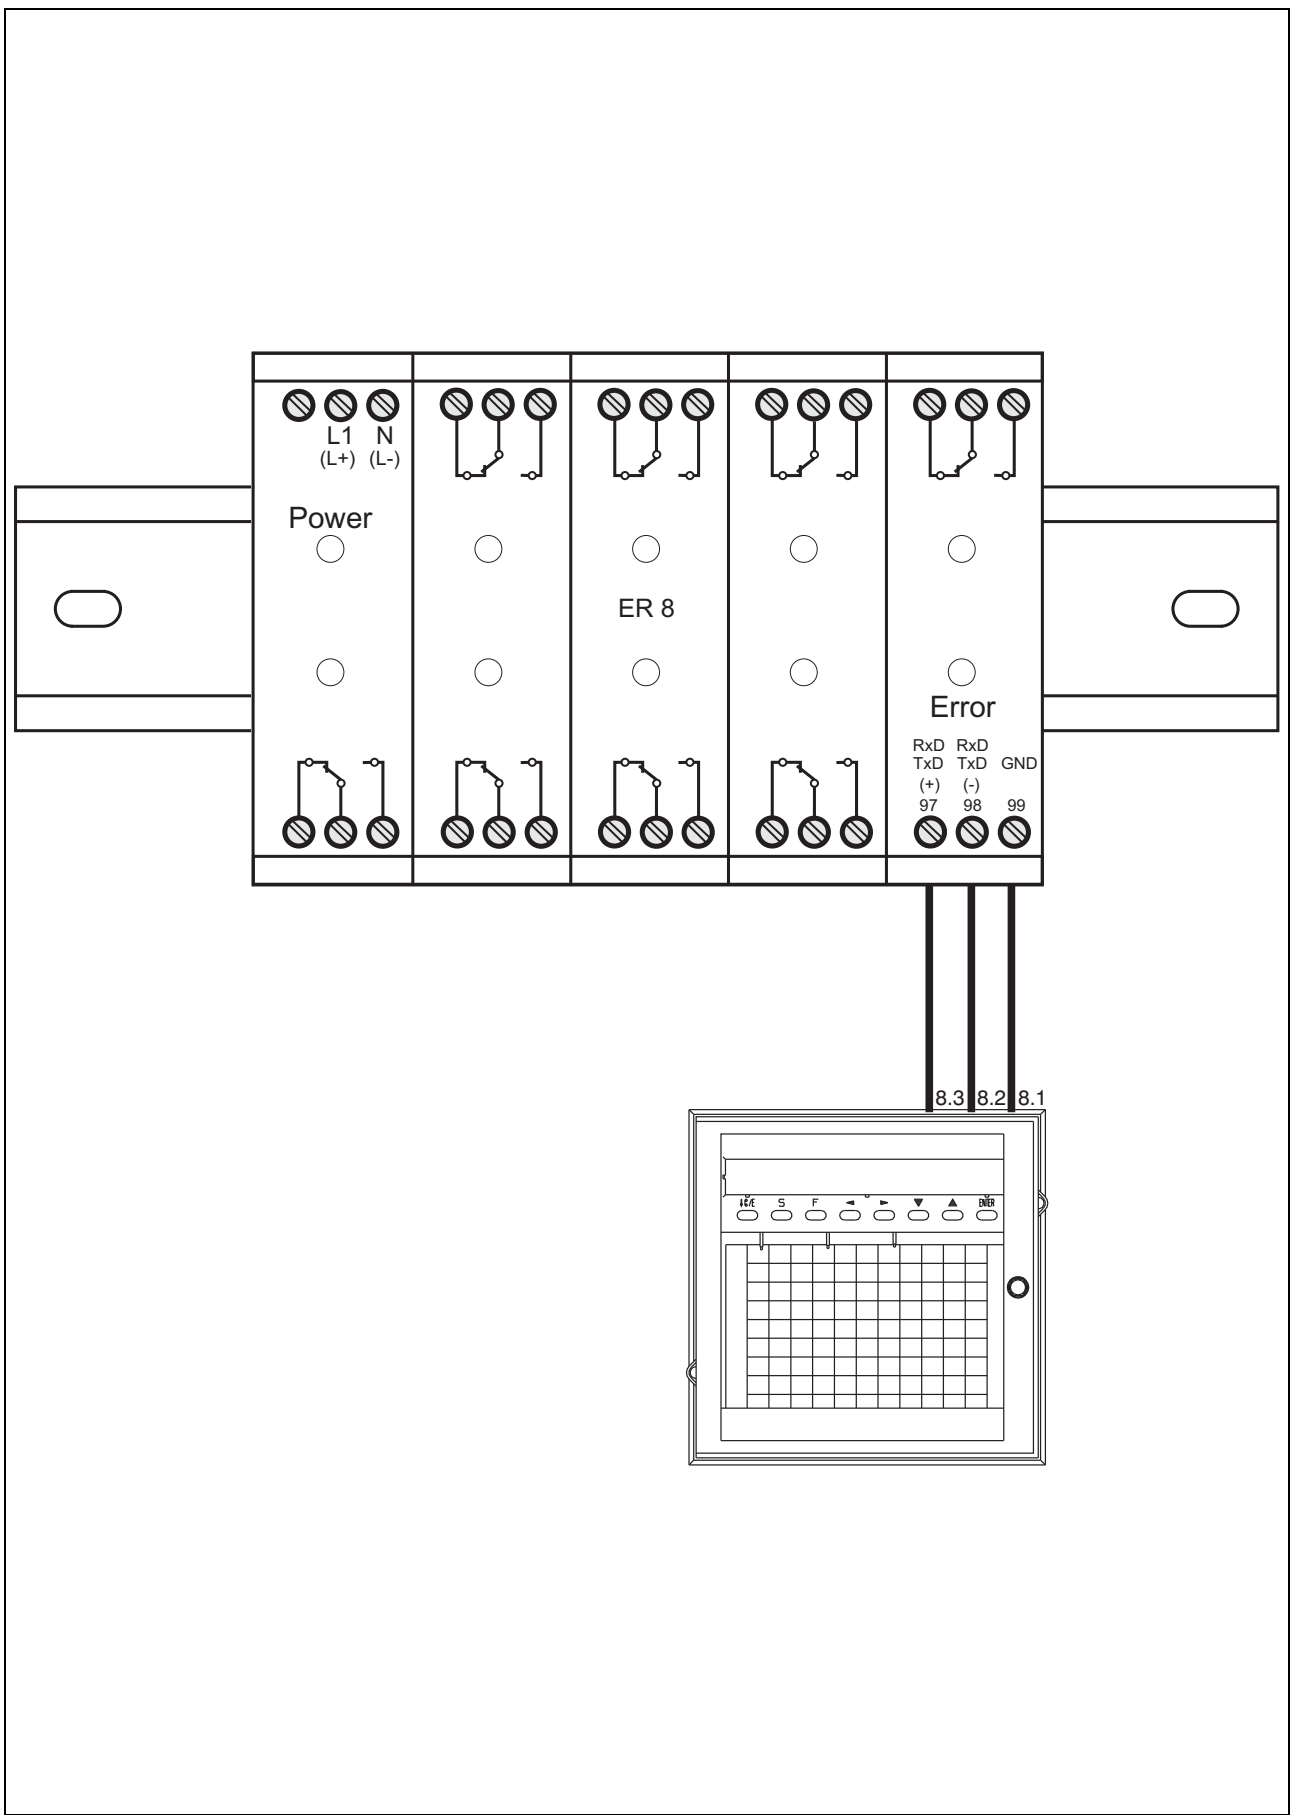 L1 N
(L+) (L-)
Power
ER 8
Error
RxD RxD
TxD TxD GND
(+) (-)
97 98 99
8.3 8.2 8.1
S F ENTER